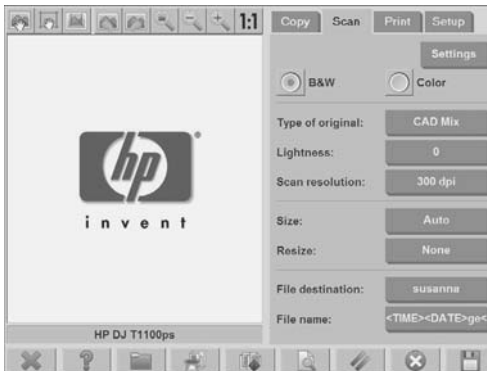 1:1
Copy Scan Print Setup
Settings
B&W Color
Type of original: CAD Mix
Lightness: 0
Scan resolution: 300 dpi
hp
invent
Size: Auto
Resize: None
File destination: susanna
File name: <TIME><DATE>ge<
HP DJ T1100ps
?